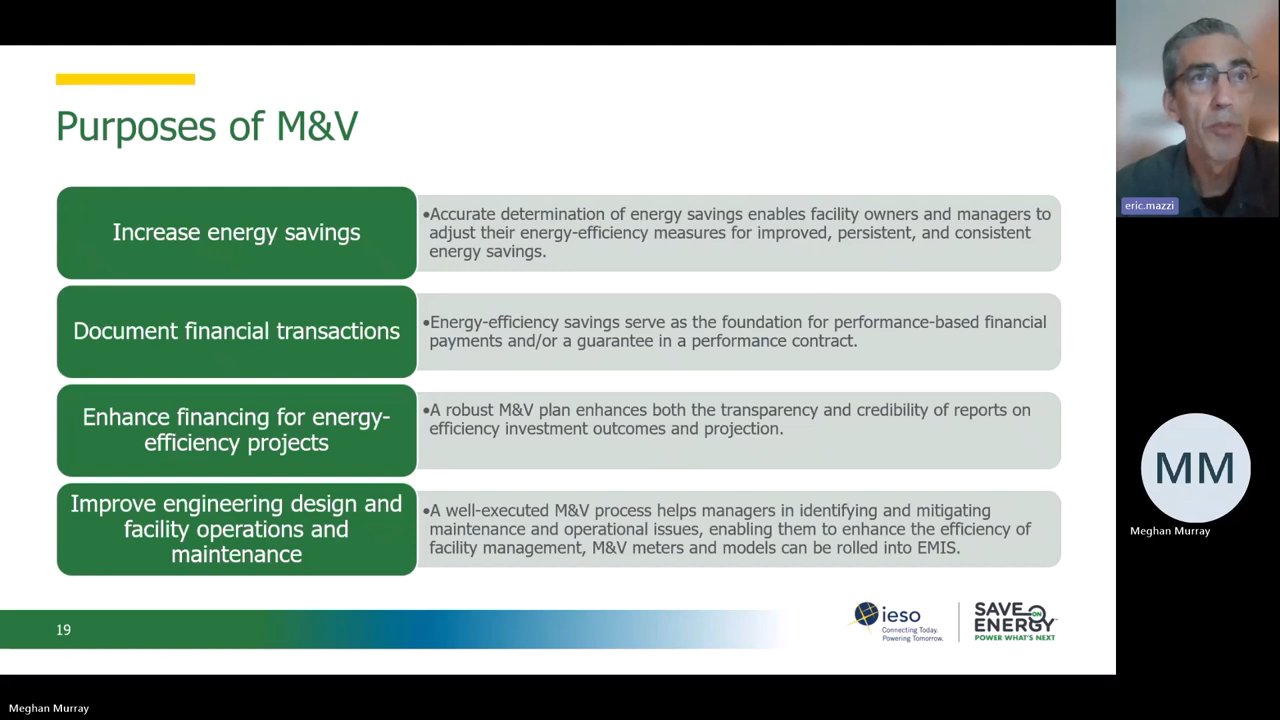 Purposes of M&V
Increase energy savings
•Accurate determination of energy savings enables facility owners and managers to
adjust their energy-efficiency measures for improved, persistent, and consistent
energy savings.
Document financial transactions
•Energy-efficiency savings serve as the foundation for performance-based financial
payments and/or a guarantee in a performance contract.
Enhance financing for energy-
efficiency projects
•A robust M&V plan enhances both the transparency and credibility of reports on
efficiency investment outcomes and projection.
Improve engineering design and
facility operations and
maintenance
•A well-executed M&V process helps managers in identifying and mitigating
maintenance and operational issues, enabling them to enhance the efficiency of
facility management, M&V meters and models can be rolled into EMIS.
19
ieso
Connecting Today.
Powering Tomorrow.
SAVE ON
ENERGY
POWER WHAT'S NEXT
eric.mazzi
MM
Meghan Murray
Meghan Murray